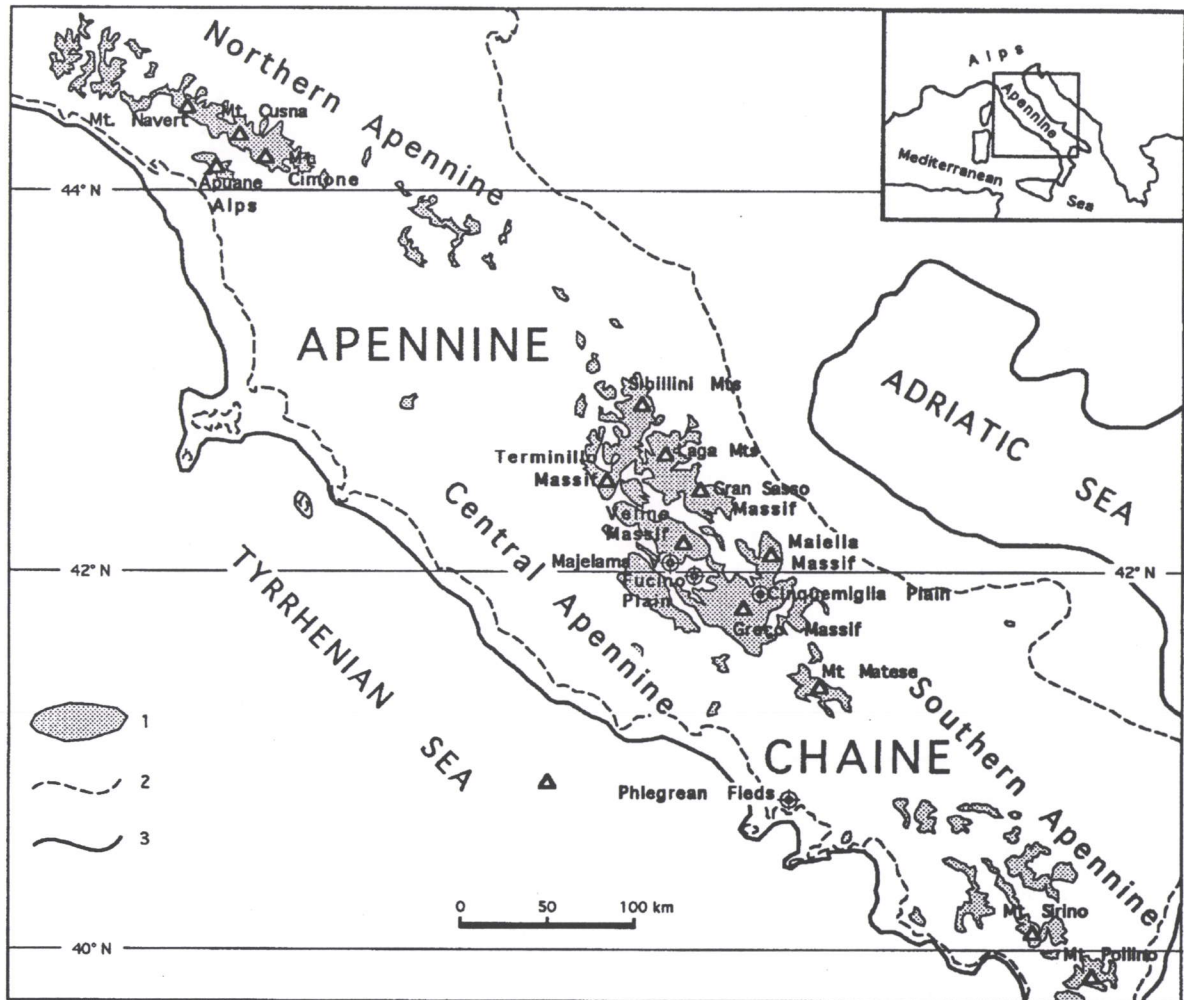 Northern Apennine
Alps
Apennine
Mediterranean
Sea
Mt. Navert
Mt. Cusna
Mt.
Cimone
Apuane
Alps
44° N
APENNINE
ADRIATIC
SEA
Sibillini Mts
Laga Mts
Terminillo
Massif
Gran Sasso
Massif
Velino
Massif
Maiella
Massif
Majelama
42° N
42° N
Fucino
Plain
Cinquemiglia Plain
Greco Massif
Central Apennine
TYRRHENIAN
SEA
Mt Matese
Southern Apennine
1
2
3
CHAINE
Phlegrean Fieds
0 50 100 km
Mt. Sirino
40° N
Mt. Pollino